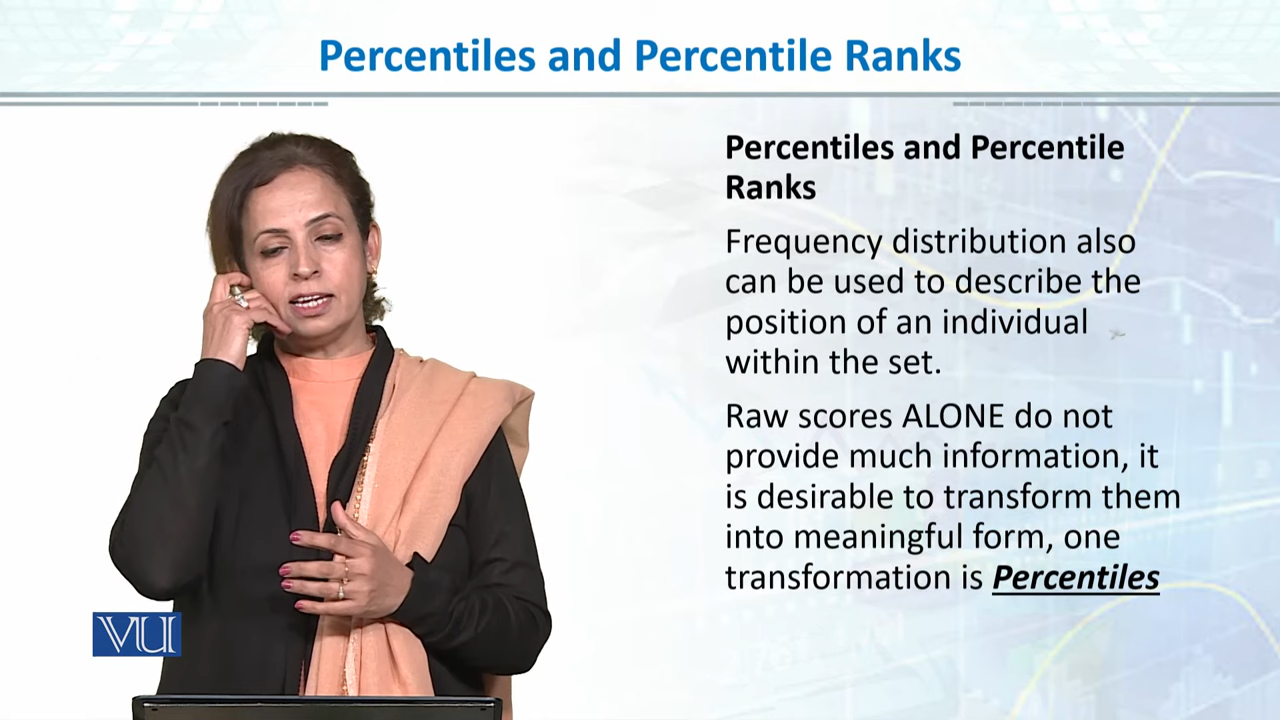 Percentiles and Percentile Ranks
Percentiles and Percentile
Ranks
Frequency distribution also
can be used to describe the
position of an individual
within the set.
Raw scores ALONE do not
provide much information, it
is desirable to transform them
into meaningful form, one
transformation is Percentiles
VU